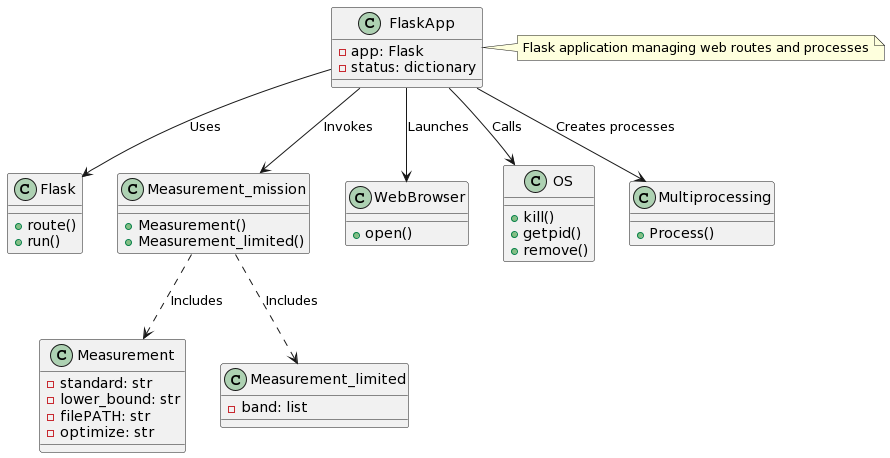 C FlaskApp
app: Flask
status: dictionary
Flask application managing web routes and processes
Uses
Invokes
Launches
Calls
Creates processes
C Flask
route()
run()
C Measurement_mission
Measurement()
Measurement_limited()
C WebBrowser
open()
C OS
kill()
getpid()
remove()
C Multiprocessing
Process()
Includes
Includes
C Measurement
standard: str
lower_bound: str
filePATH: str
optimize: str
C Measurement_limited
band: list